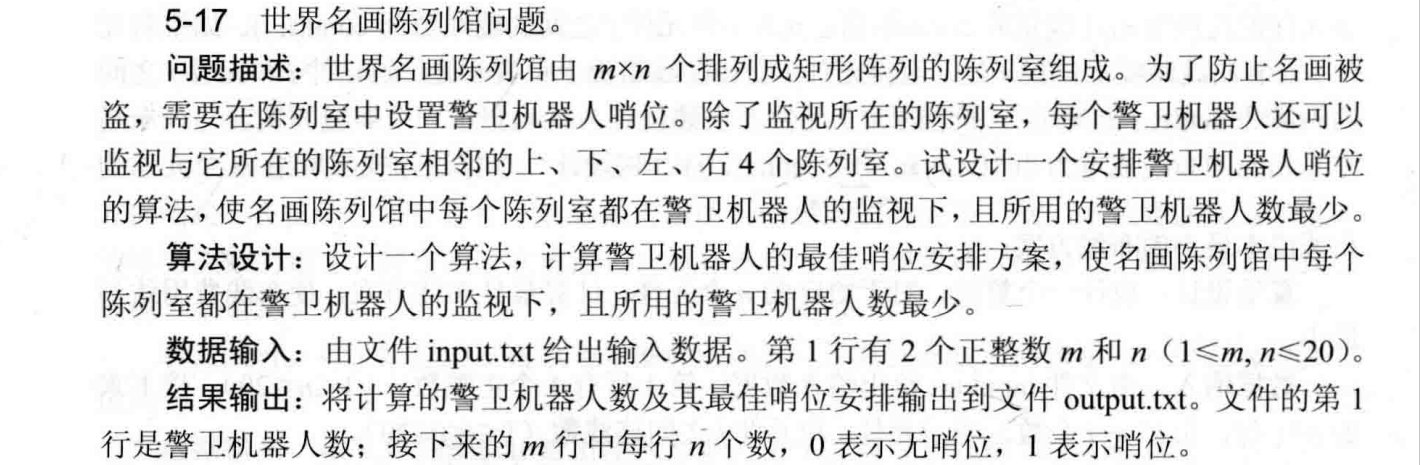 5-17 世界名画陈列馆问题。
问题描述：世界名画陈列馆由 m×n 个排列成矩形阵列的陈列室组成。为了防止名画被
盗，需要在陈列室中设置警卫机器人哨位。除了监视所在的陈列室，每个警卫机器人还可以
监视与它所在的陈列室相邻的上、下、左、右 4 个陈列室。试设计一个安排警卫机器人哨位
的算法，使名画陈列馆中每个陈列室都在警卫机器人的监视下，且所用的警卫机器人数最少。
算法设计：设计一个算法，计算警卫机器人的最佳哨位安排方案，使名画陈列馆中每个
陈列室都在警卫机器人的监视下，且所用的警卫机器人数最少。
数据输入：由文件 input.txt 给出输入数据。第 1 行有 2 个正整数 m 和 n（1≤m, n≤20）。
结果输出：将计算的警卫机器人数及其最佳哨位安排输出到文件 output.txt。文件的第 1
行是警卫机器人数；接下来的 m 行中每行 n 个数，0 表示无哨位，1 表示哨位。